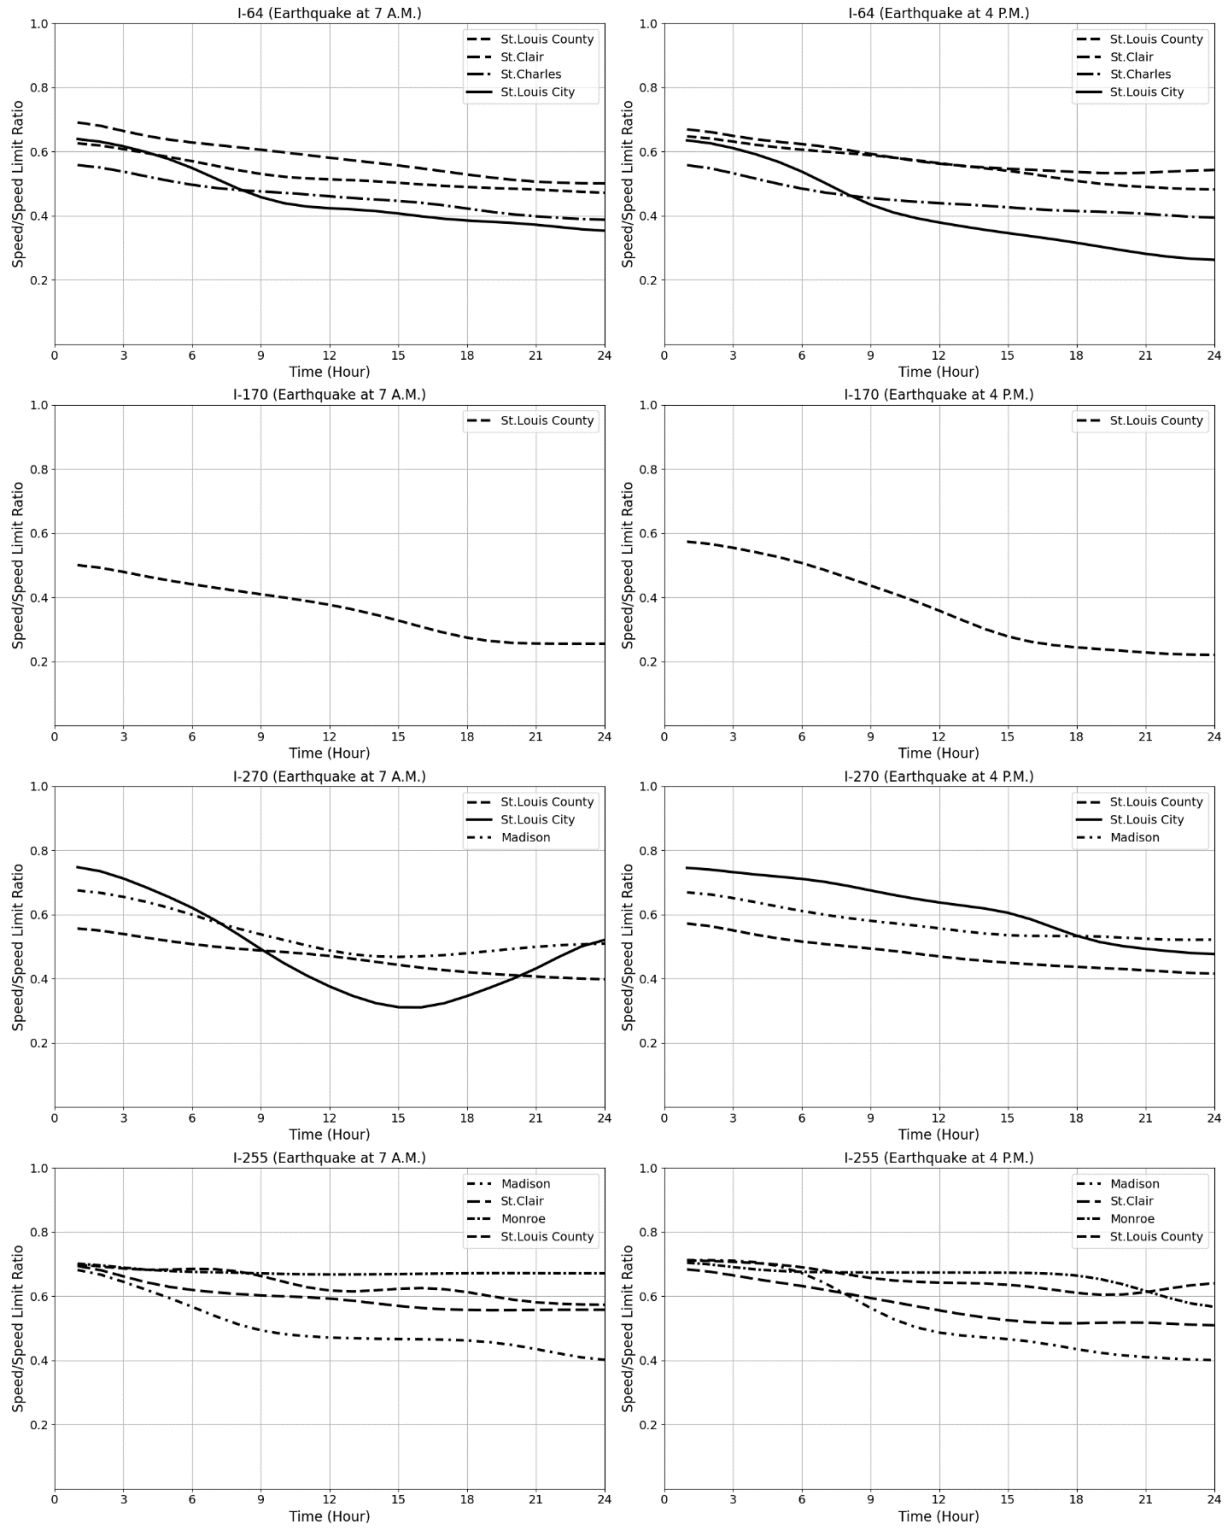 I-64 (Earthquake at 7 A.M.)
1.0
0.8
0.6
0.4
0.2
Speed/Speed Limit Ratio
St.Louis County
St.Clair
St.Charles
St.Louis City
0 3 6 9 12 15 18 21 24
Time (Hour)
I-64 (Earthquake at 4 P.M.)
1.0
0.8
0.6
0.4
0.2
Speed/Speed Limit Ratio
St.Louis County
St.Clair
St.Charles
St.Louis City
0 3 6 9 12 15 18 21 24
Time (Hour)
I-170 (Earthquake at 7 A.M.)
1.0
0.8
0.6
0.4
0.2
Speed/Speed Limit Ratio
St.Louis County
0 3 6 9 12 15 18 21 24
Time (Hour)
I-170 (Earthquake at 4 P.M.)
1.0
0.8
0.6
0.4
0.2
Speed/Speed Limit Ratio
St.Louis County
0 3 6 9 12 15 18 21 24
Time (Hour)
I-270 (Earthquake at 7 A.M.)
1.0
0.8
0.6
0.4
0.2
Speed/Speed Limit Ratio
St.Louis County
St.Louis City
Madison
0 3 6 9 12 15 18 21 24
Time (Hour)
I-270 (Earthquake at 4 P.M.)
1.0
0.8
0.6
0.4
0.2
Speed/Speed Limit Ratio
St.Louis County
St.Louis City
Madison
0 3 6 9 12 15 18 21 24
Time (Hour)
I-255 (Earthquake at 7 A.M.)
1.0
0.8
0.6
0.4
0.2
Speed/Speed Limit Ratio
Madison
St.Clair
Monroe
St.Louis County
0 3 6 9 12 15 18 21 24
Time (Hour)
I-255 (Earthquake at 4 P.M.)
1.0
0.8
0.6
0.4
0.2
Speed/Speed Limit Ratio
Madison
St.Clair
Monroe
St.Louis County
0 3 6 9 12 15 18 21 24
Time (Hour)